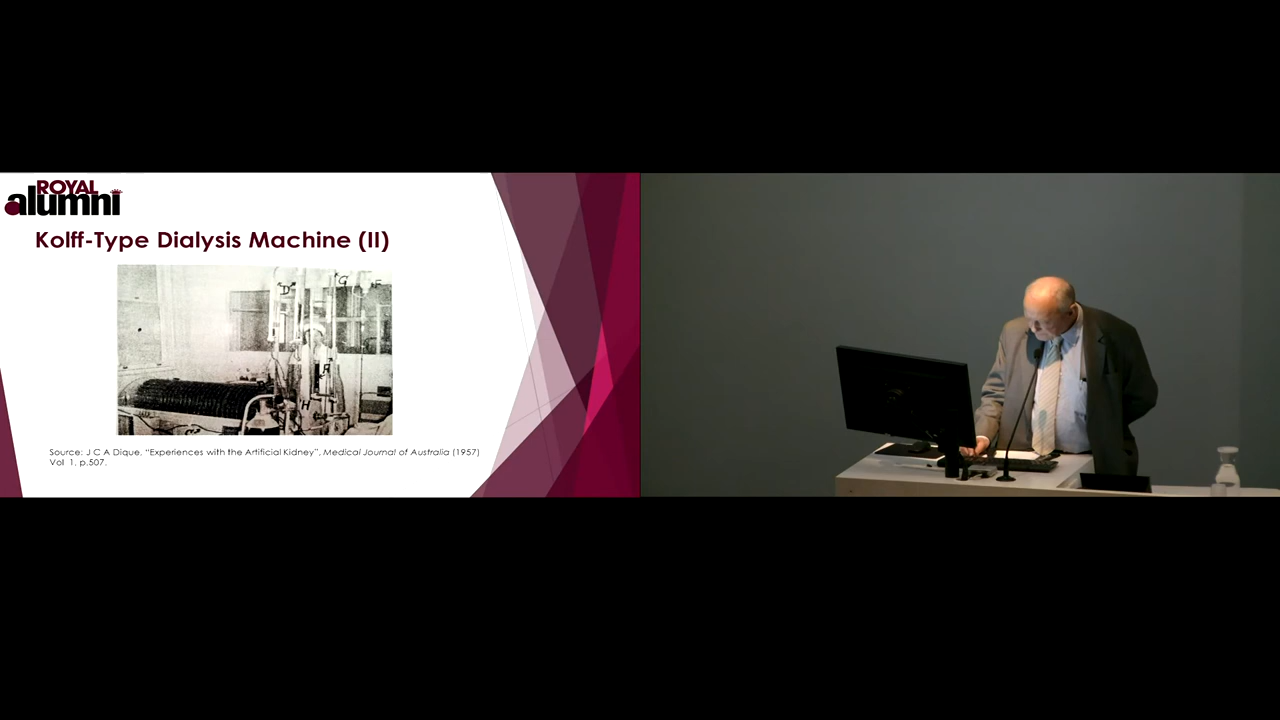 ROYAL
alumni
Kolff-Type Dialysis Machine (II)
D
G
F
H
Source: J C A Dique, “Experiences with the Artificial Kidney”, Medical Journal of Australia (1957)
Vol 1, p.507.